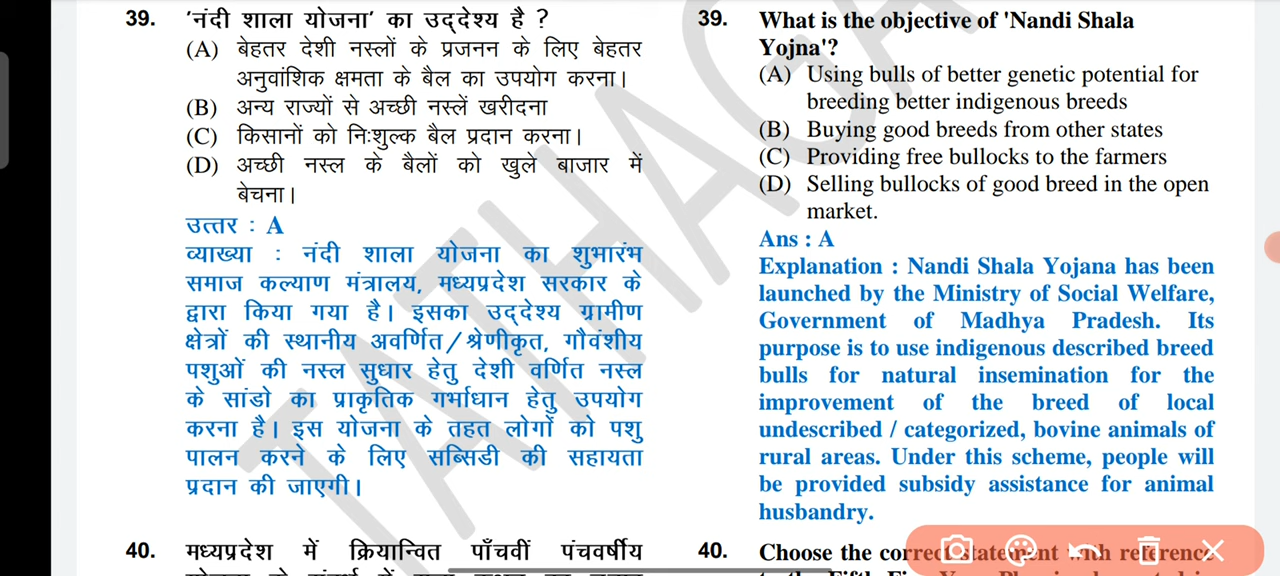 39. 'नंदी शाला योजना' का उद्देश्य है ?
(A) बेहतर देशी नस्लों के प्रजनन के लिए बेहतर
अनुवांशिक क्षमता के बैल का उपयोग करना।
(B) अन्य राज्यों से अच्छी नस्लें खरीदना
(C) किसानों को निःशुल्क बैल प्रदान करना।
(D) अच्छी नस्ल के बैलों को खुले बाजार में
बेचना।
उत्तर : A
व्याख्या : नंदी शाला योजना का शुभारंभ
समाज कल्याण मंत्रालय, मध्यप्रदेश सरकार के
द्वारा किया गया है। इसका उद्देश्य ग्रामीण
क्षेत्रों की स्थानीय अवर्णित/श्रेणीकृत, गौवंशीय
पशुओं की नस्ल सुधार हेतु देशी वर्णित नस्ल
के सांडो का प्राकृतिक गर्भाधान हेतु उपयोग
करना है। इस योजना के तहत लोगों को पशु
पालन करने के लिए सब्सिडी की सहायता
प्रदान की जाएगी।
40. मध्यप्रदेश में क्रियान्वित पाँचवीं पंचवर्षीय
39. What is the objective of 'Nandi Shala
Yojna'?
(A) Using bulls of better genetic potential for
breeding better indigenous breeds
(B) Buying good breeds from other states
(C) Providing free bullocks to the farmers
(D) Selling bullocks of good breed in the open
market.
Ans : A
Explanation : Nandi Shala Yojana has been
launched by the Ministry of Social Welfare,
Government of Madhya Pradesh. Its
purpose is to use indigenous described breed
bulls for natural insemination for the
improvement of the breed of local
undescribed / categorized, bovine animals of
rural areas. Under this scheme, people will
be provided subsidy assistance for animal
husbandry.
40. Choose the correct statement with reference
TATHAGA